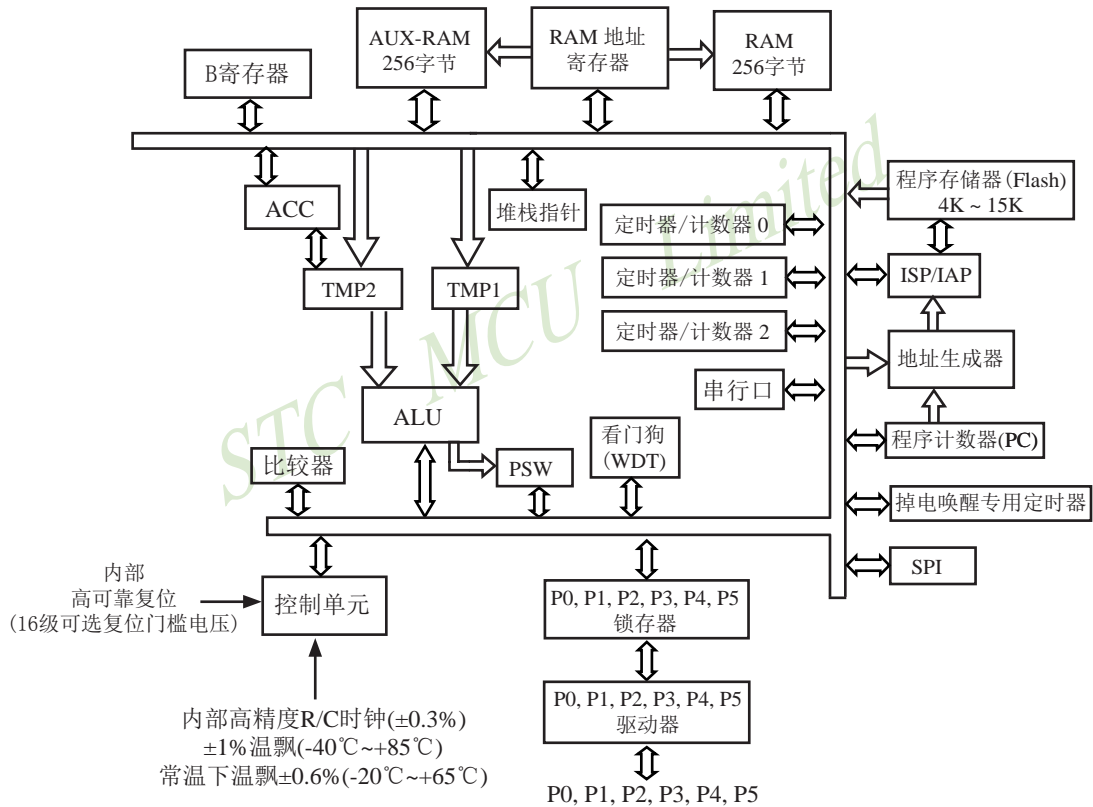 AUX-RAM
256字节
RAM 地址
寄存器
RAM
256字节
B寄存器
ACC
堆栈指针
程序存储器(Flash)
4K ~ 15K
定时器/计数器 0
TMP2
TMP1
定时器/计数器 1
ISP/IAP
定时器/计数器 2
地址生成器
串行口
ALU
程序计数器(PC)
看门狗
(WDT)
比较器
PSW
掉电唤醒专用定时器
SPI
内部
高可靠复位
(16级可选复位门槛电压)
控制单元
P0, P1, P2, P3, P4, P5
锁存器
内部高精度R/C时钟(±0.3%)
±1%温飘(-40℃~+85℃)
常温下温飘±0.6%(-20℃~+65℃)
P0, P1, P2, P3, P4, P5
驱动器
P0, P1, P2, P3, P4, P5
STC MCU Limited